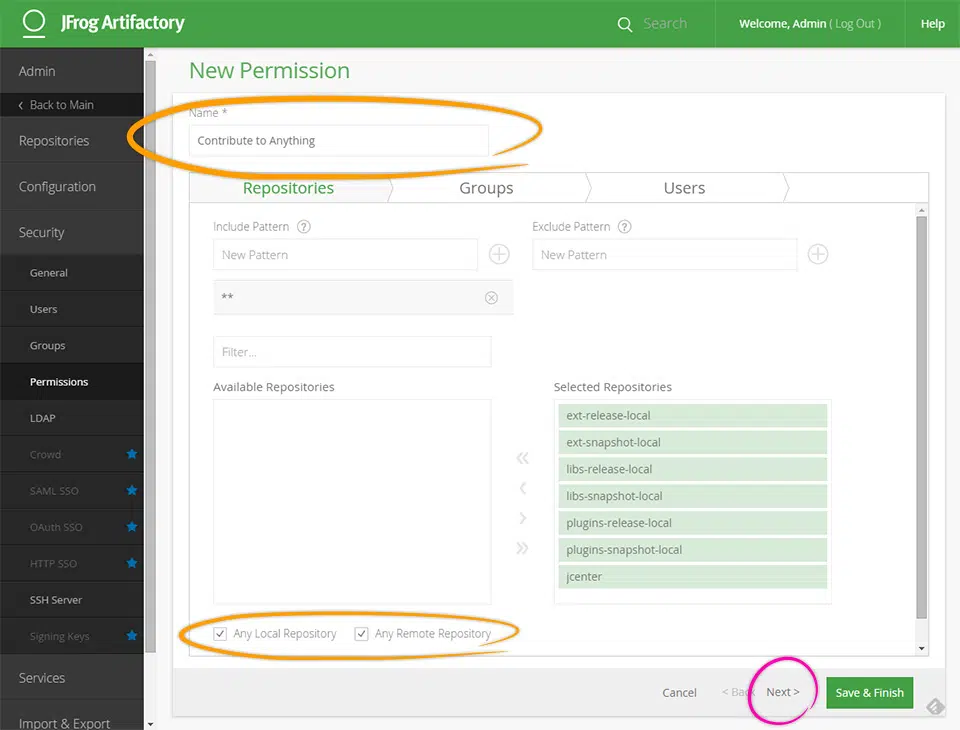 JFrog Artifactory
Search
Welcome, Admin ( Log Out )
Help
Admin
< Back to Main
Repositories
Configuration
Security
General
Users
Groups
Permissions
LDAP
Crowd
SAML SSO
OAuth SSO
HTTP SSO
SSH Server
Signing Keys
Services
Import & Export
New Permission
Name *
Contribute to Anything
Repositories
Groups
Users
Include Pattern ?
Exclude Pattern ?
New Pattern
New Pattern
**
Filter...
Available Repositories
Selected Repositories
ext-release-local
ext-snapshot-local
libs-release-local
libs-snapshot-local
plugins-release-local
plugins-snapshot-local
jcenter
Any Local Repository
Any Remote Repository
Cancel
< Back
Next >
Save & Finish